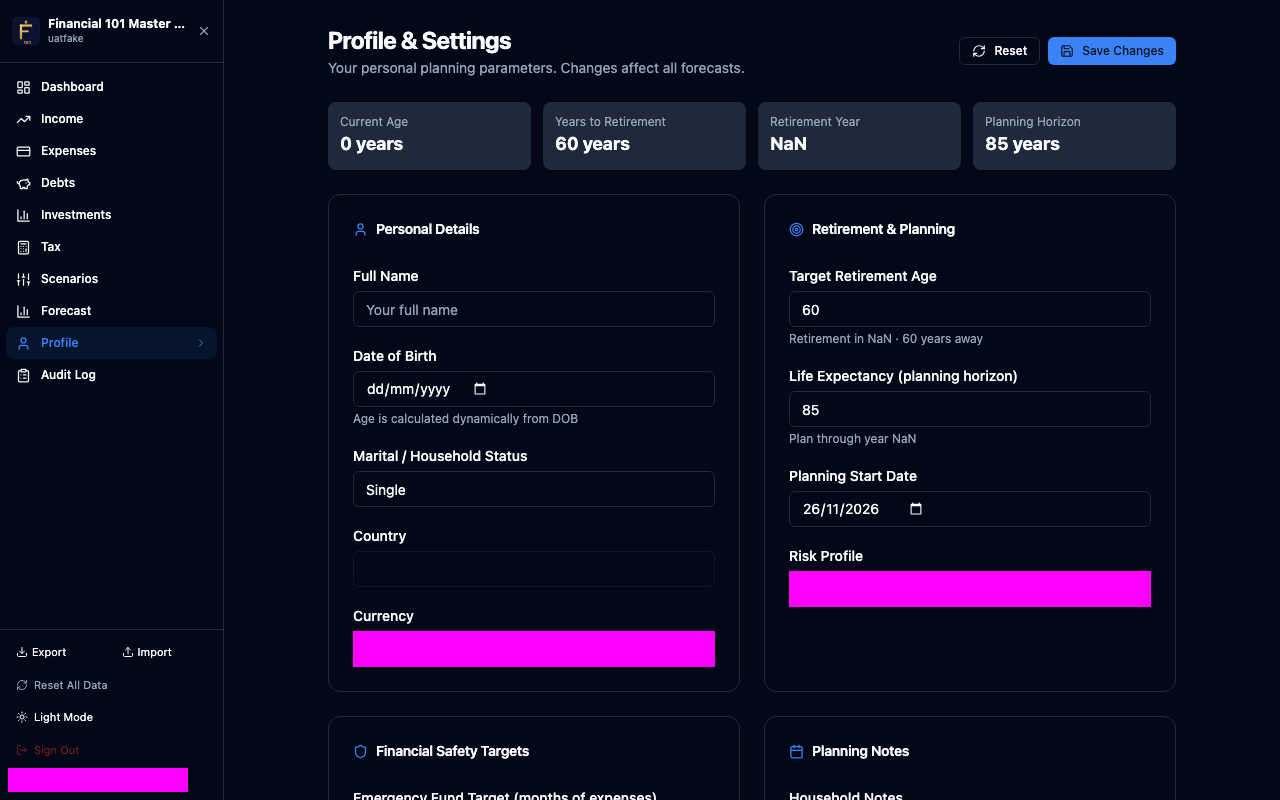 Financial 101 Master ...
uatfake
Dashboard
Income
Expenses
Debts
Investments
Tax
Scenarios
Forecast
Profile
Audit Log
Export
Import
Reset All Data
Light Mode
Sign Out
Profile & Settings
Your personal planning parameters. Changes affect all forecasts.
Reset
Save Changes
Current Age
0 years
Years to Retirement
60 years
Retirement Year
NaN
Planning Horizon
85 years
Personal Details
Full Name
Your full name
Date of Birth
dd/mm/yyyy
Age is calculated dynamically from DOB
Marital / Household Status
Single
Country
Currency
Retirement & Planning
Target Retirement Age
60
Retirement in NaN · 60 years away
Life Expectancy (planning horizon)
85
Plan through year NaN
Planning Start Date
26/11/2026
Risk Profile
Financial Safety Targets
Emergency Fund Target (months of expenses)
Planning Notes
Household Notes